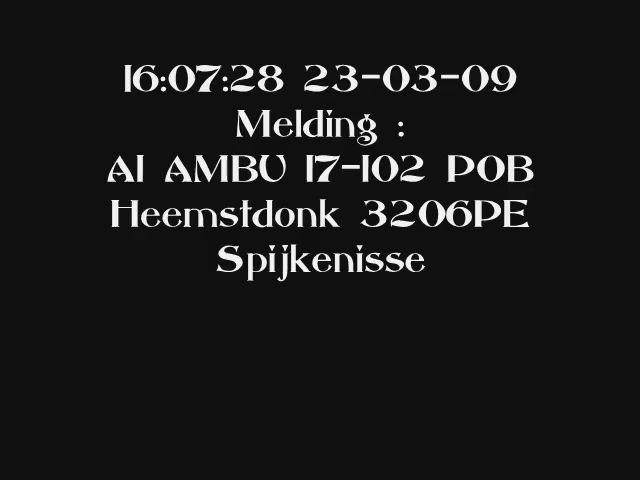 16:07:28 23-03-09
Melding :
A1 AMBU 17-102 POB
Heemstdonk 3206PE
Spijkenisse